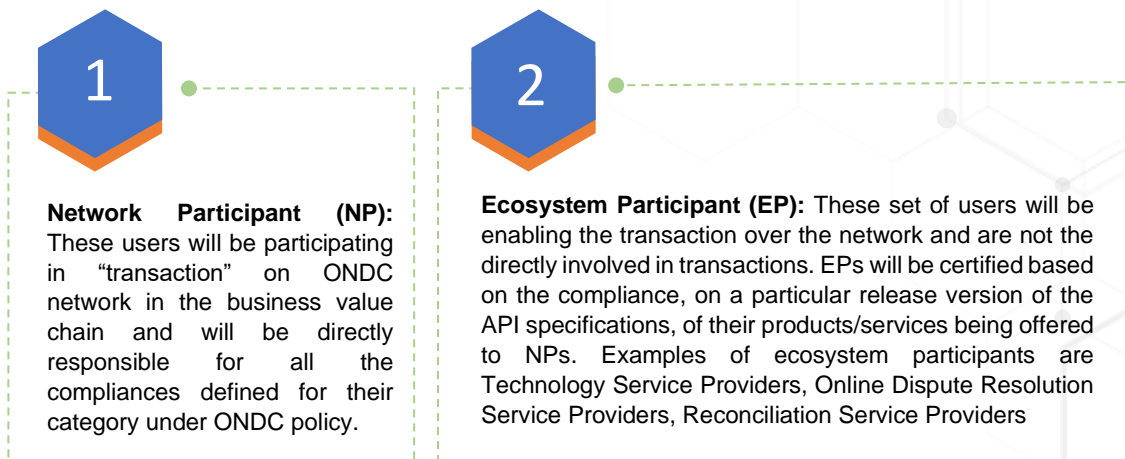 1
Network Participant (NP):
These users will be participating
in “transaction” on ONDC
network in the business value
chain and will be directly
responsible for all the
compliances defined for their
category under ONDC policy.
2
Ecosystem Participant (EP): These set of users will be
enabling the transaction over the network and are not the
directly involved in transactions. EPs will be certified based
on the compliance, on a particular release version of the
API specifications, of their products/services being offered
to NPs. Examples of ecosystem participants are
Technology Service Providers, Online Dispute Resolution
Service Providers, Reconciliation Service Providers